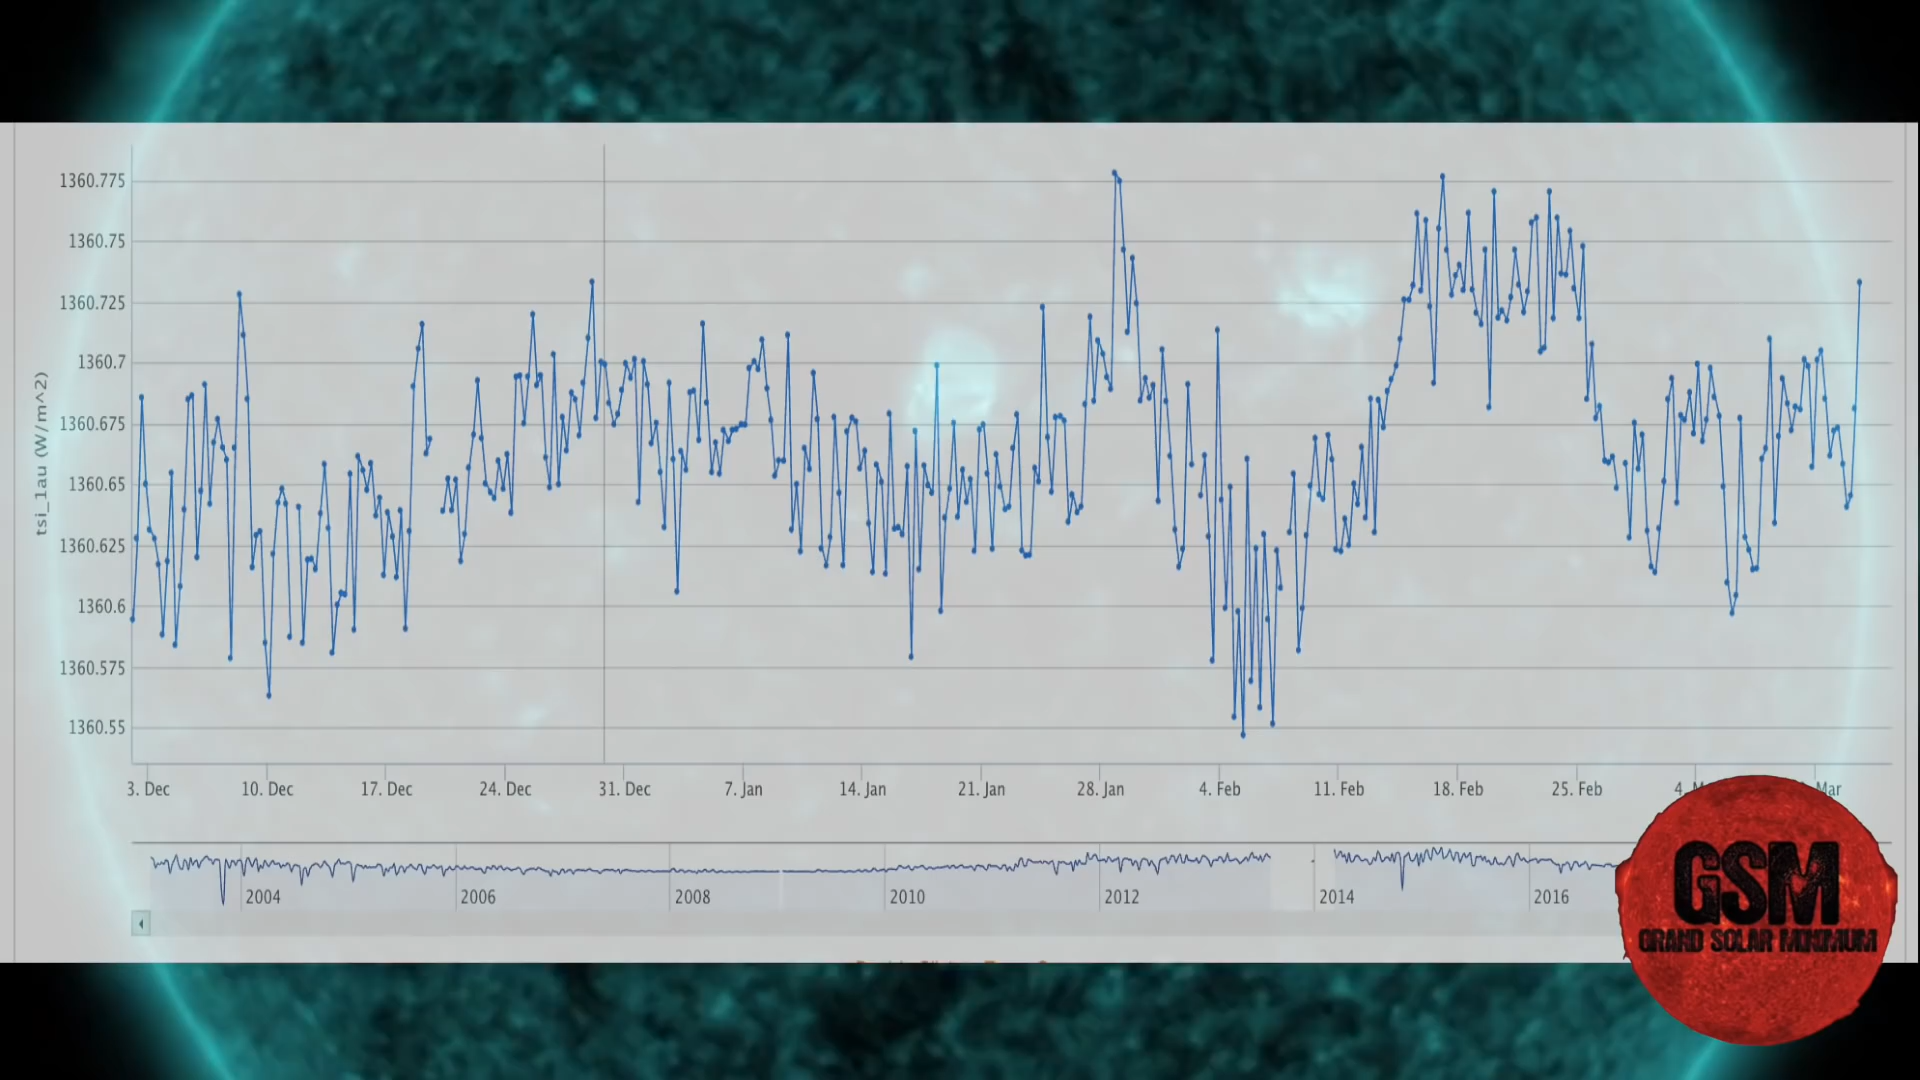 1360.775
1360.75
1360.725
1360.7
1360.675
1360.65
1360.625
1360.6
1360.575
1360.55
tsi_1au (W/m^2)
3. Dec 10. Dec 17. Dec 24. Dec 31. Dec 7. Jan 14. Jan 21. Jan 28. Jan 4. Feb 11. Feb 18. Feb 25. Feb 4. Mar
2004 2006 2008 2010 2012 2014 2016
GSM
GRAND SOLAR MINIMUM